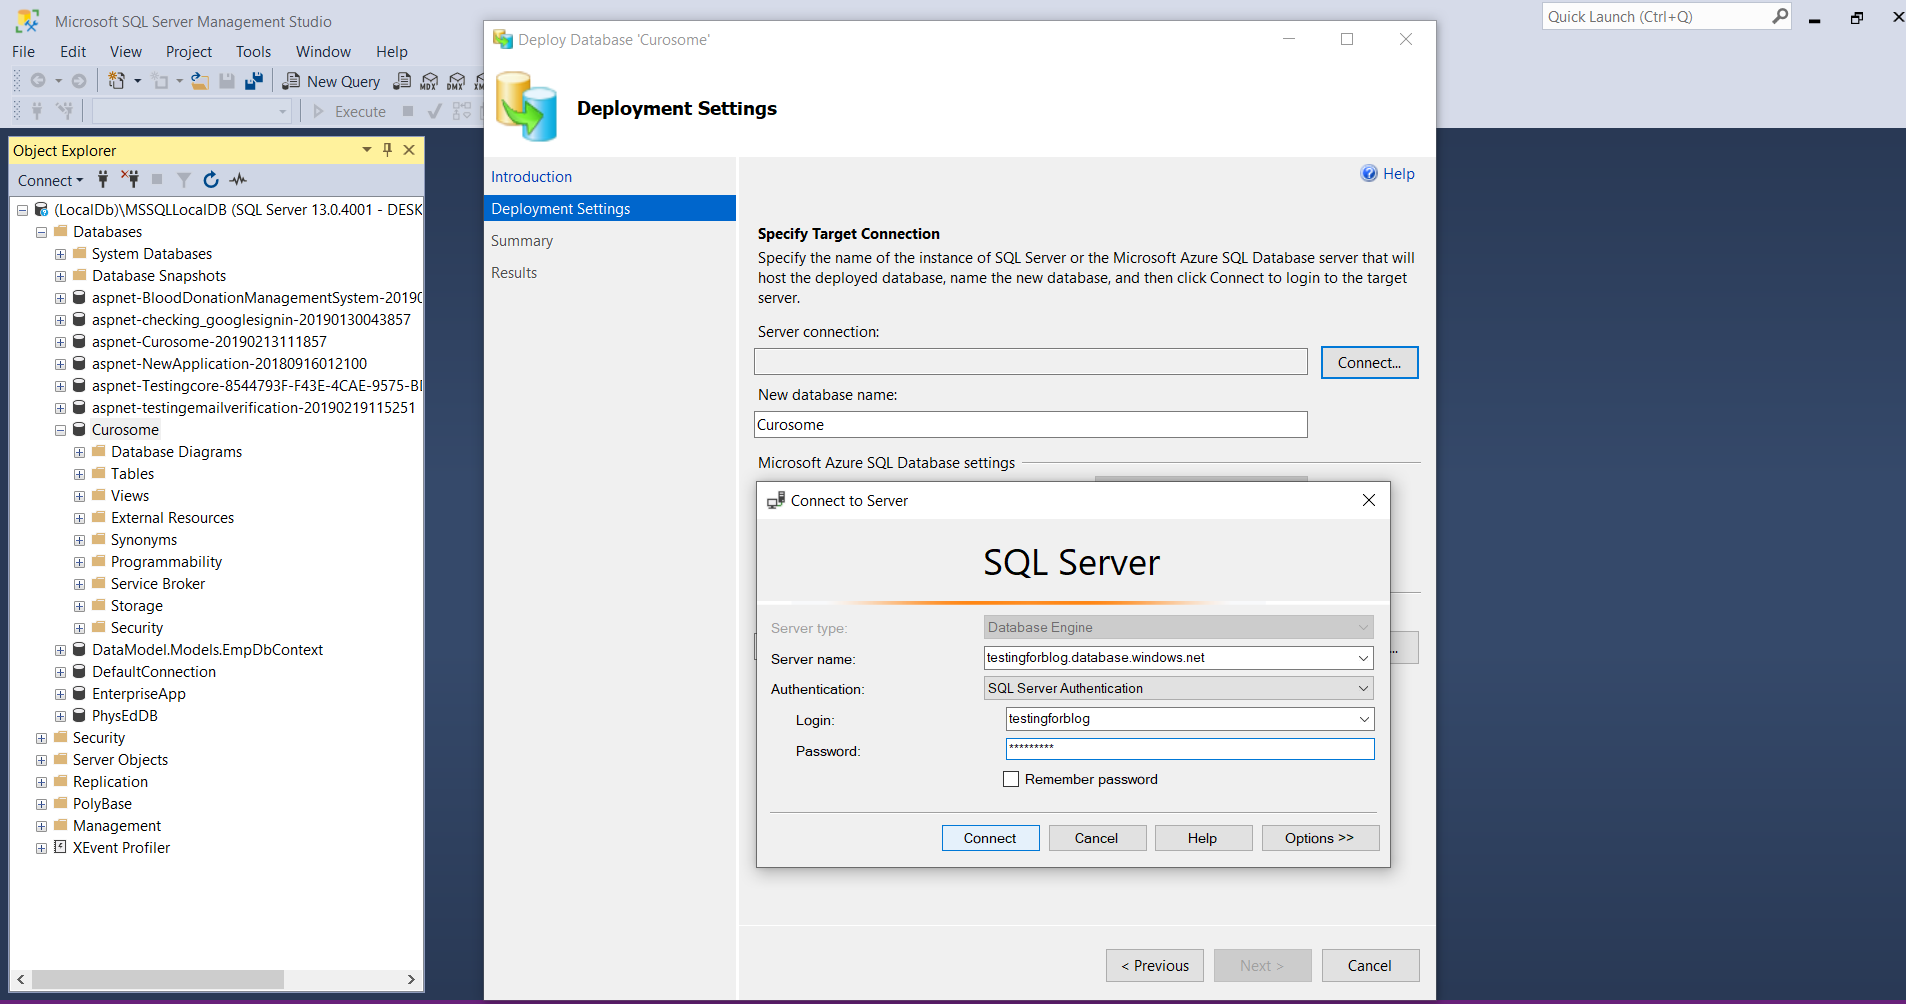 Microsoft SQL Server Management Studio
Quick Launch (Ctrl+Q)
File Edit View Project Tools Window Help
New Query
MDX DMX
Execute
Object Explorer
Connect
(LocalDb)\MSSQLLocalDB (SQL Server 13.0.4001 - DESK
Databases
System Databases
Database Snapshots
aspnet-BloodDonationManagementSystem-2019
aspnet-checking_googlesignin-20190130043857
aspnet-Curosome-20190213111857
aspnet-NewApplication-20180916012100
aspnet-Testingcore-8544793F-F43E-4CAE-9575-
aspnet-testingemailverification-20190219115251
Curosome
Database Diagrams
Tables
Views
External Resources
Synonyms
Programmability
Service Broker
Storage
Security
DataModel.Models.EmpDbContext
DefaultConnection
EnterpriseApp
PhysEdDB
Security
Server Objects
Replication
PolyBase
Management
XEvent Profiler
Deploy Database 'Curosome'
Deployment Settings
Introduction
Deployment Settings
Summary
Results
Help
Specify Target Connection
Specify the name of the instance of SQL Server or the Microsoft Azure SQL Database server that will
host the deployed database, name the new database, and then click Connect to login to the target
server.
Server connection:
Connect...
New database name:
Curosome
Microsoft Azure SQL Database settings
...
Connect to Server
SQL Server
Server type:
Database Engine
Server name:
testingforblog.database.windows.net
Authentication:
SQL Server Authentication
Login:
testingforblog
Password:
*********
Remember password
Connect Cancel Help Options >>
< Previous Next > Cancel